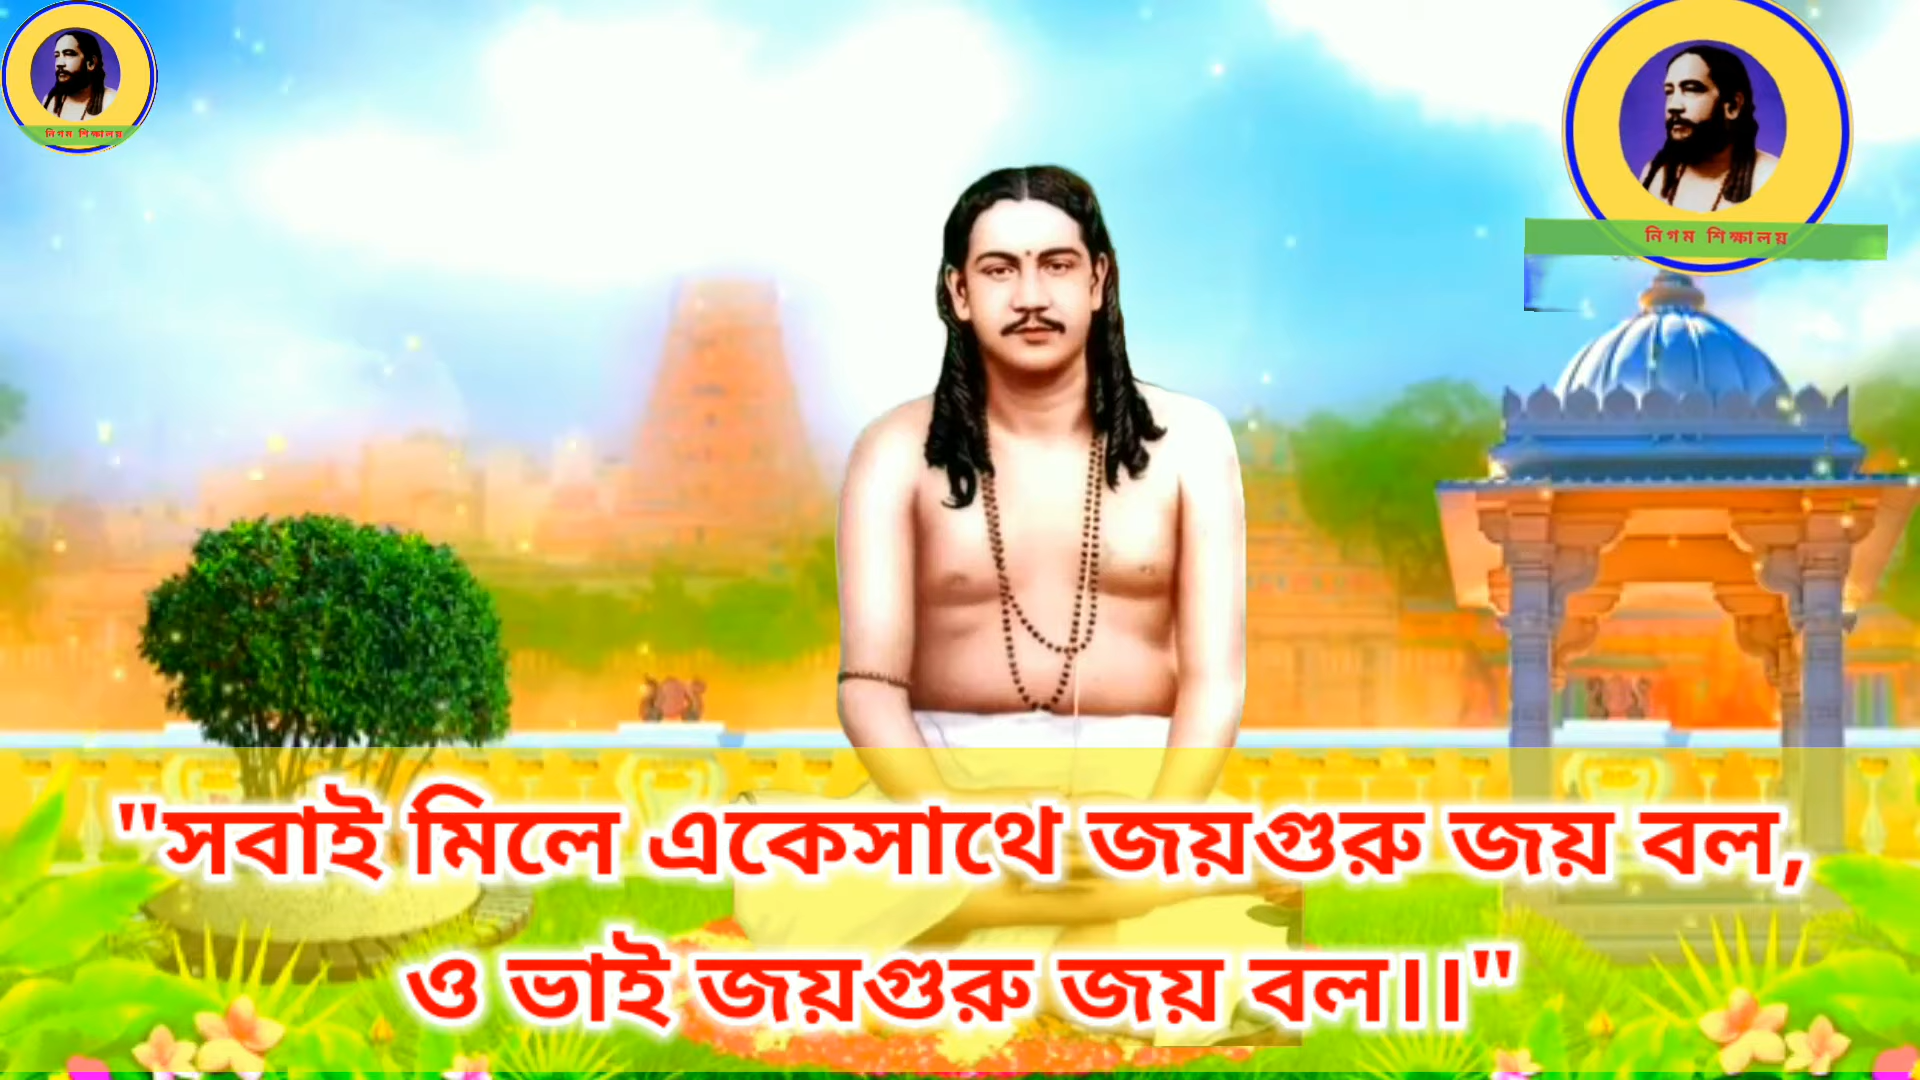 নিগম শিক্ষালয়
নিগম শিক্ষালয়
"সবাই মিলে একেসাথে জয়গুরু জয় বল,
ও ভাই জয়গুরু জয় বল।।"